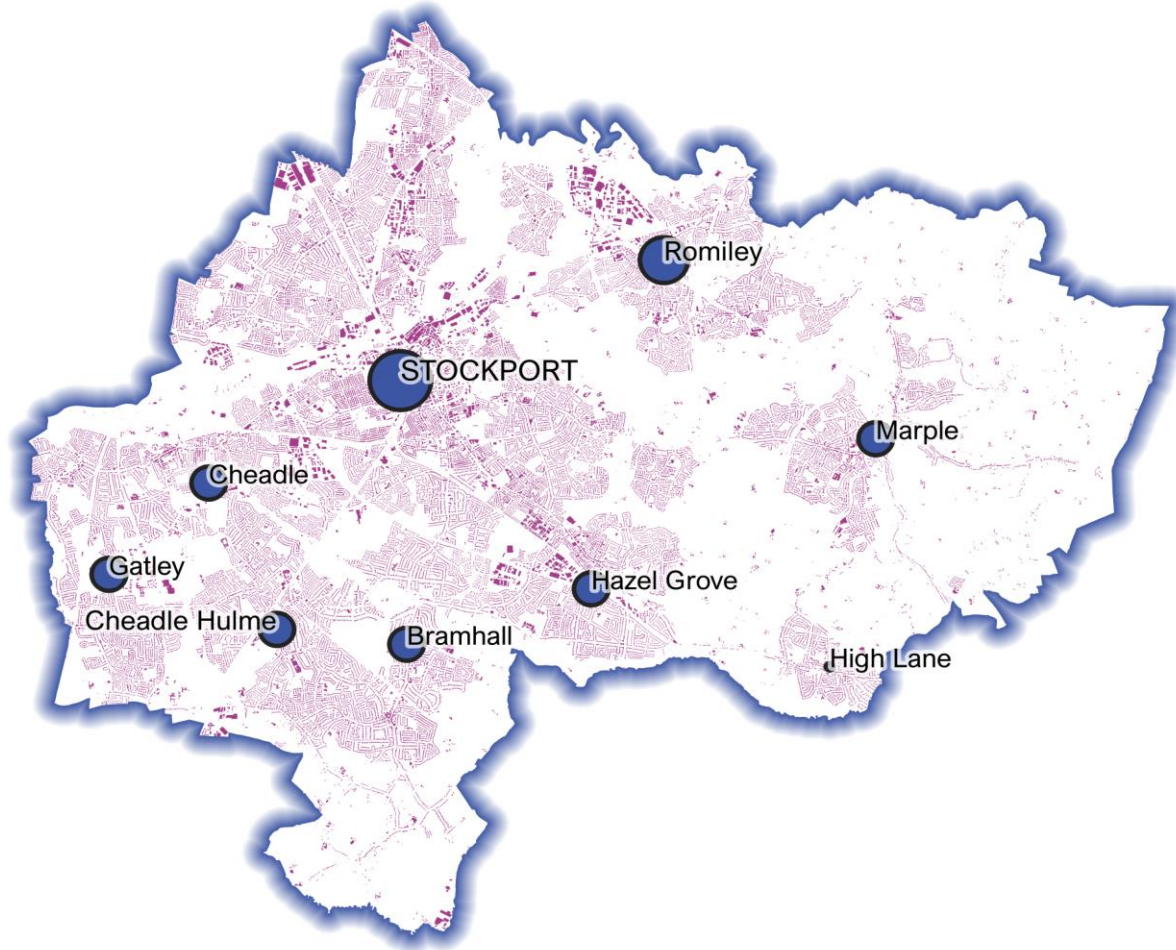 Romiley
STOCKPORT
Marple
Cheadle
Gatley
Hazel Grove
Cheadle Hulme
Bramhall
High Lane